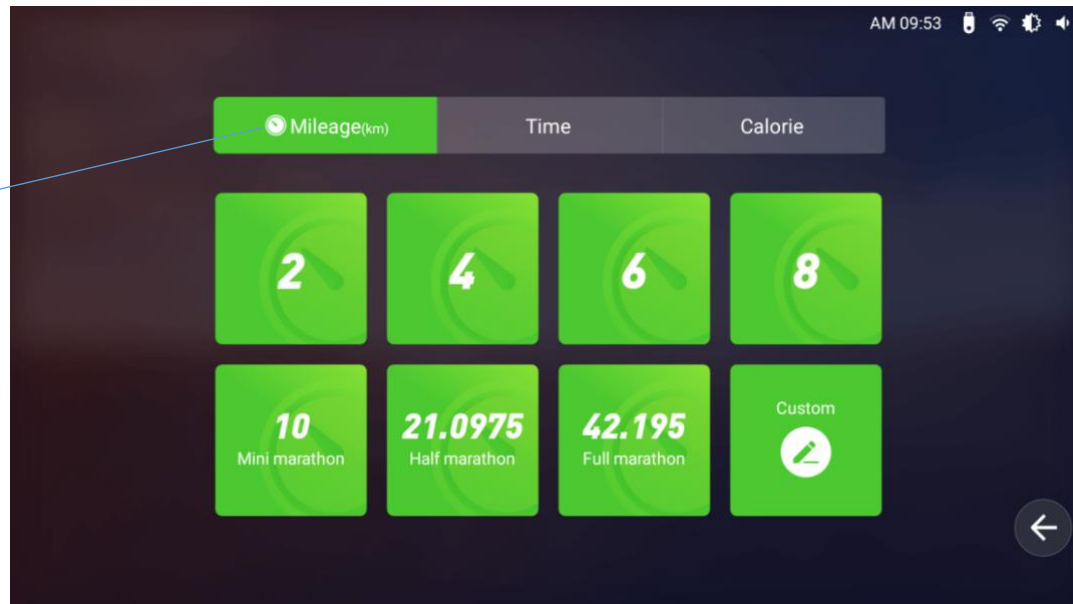 AM 09:53
Mileage(km) Time Calorie
2 4 6 8
10 21.0975 42.195 Custom
Mini marathon Half marathon Full marathon